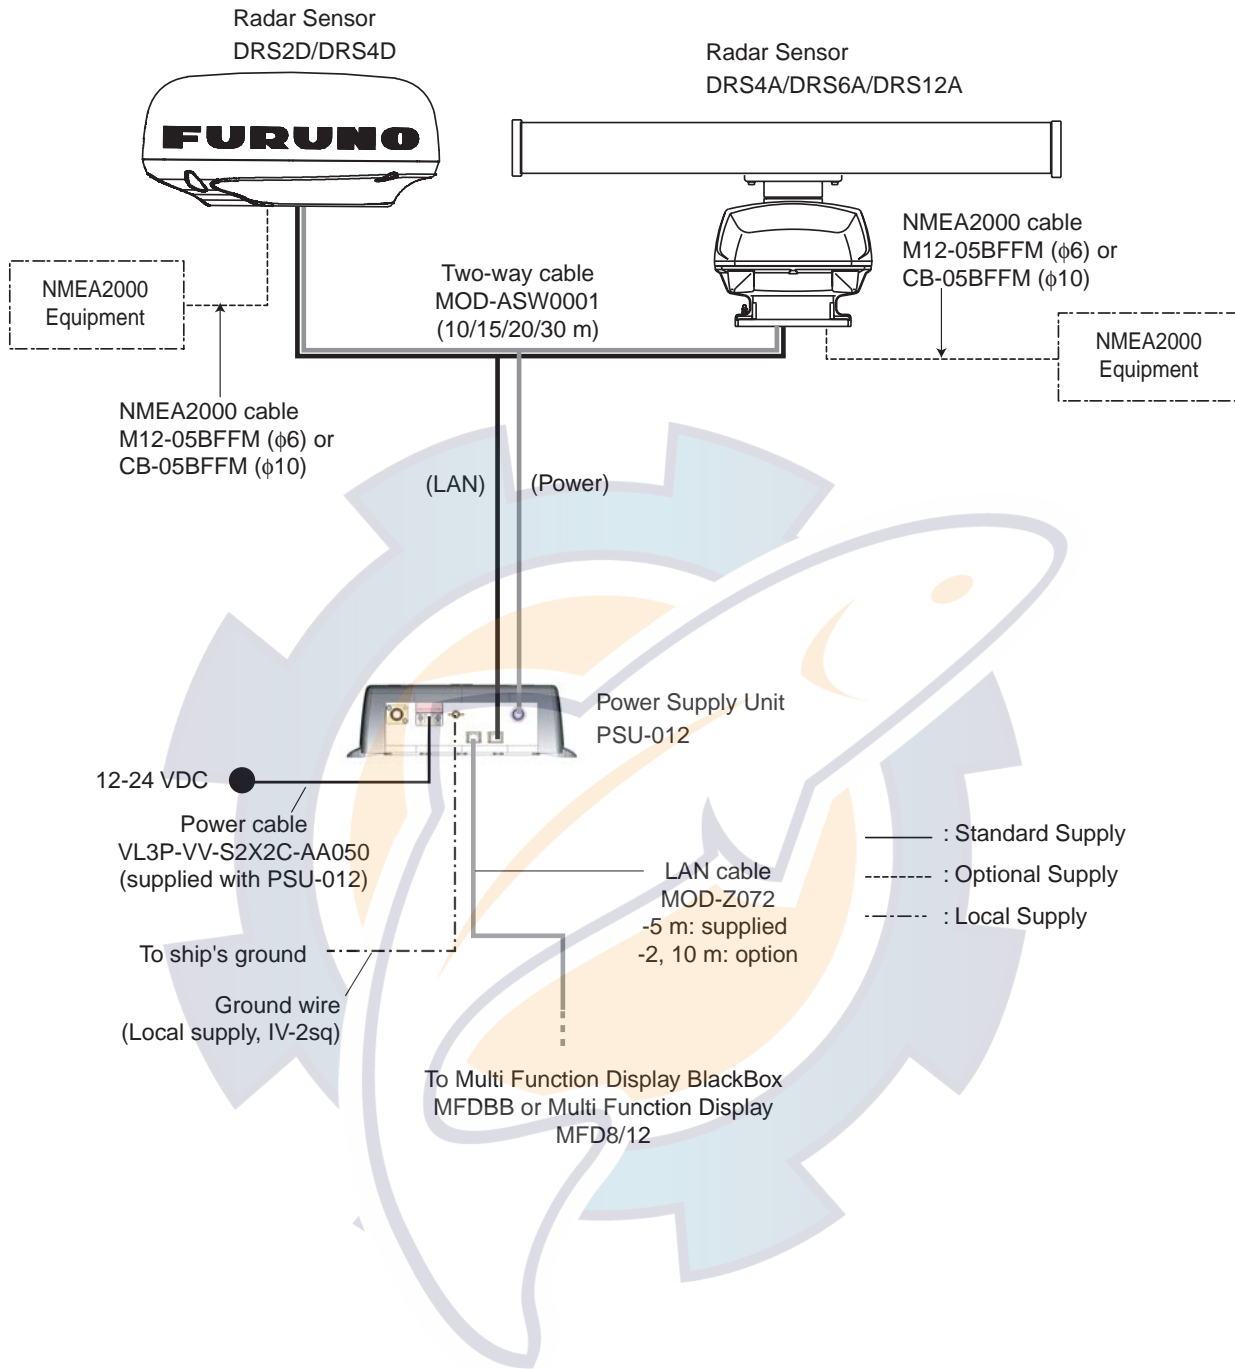 Radar Sensor
DRS2D/DRS4D
Radar Sensor
DRS4A/DRS6A/DRS12A
FURUNO
NMEA2000 cable
M12-05BFFM (ϕ6) or
CB-05BFFM (ϕ10)
Two-way cable
MOD-ASW0001
(10/15/20/30 m)
NMEA2000
Equipment
NMEA2000
Equipment
NMEA2000 cable
M12-05BFFM (ϕ6) or
CB-05BFFM (ϕ10)
(LAN)
(Power)
Power Supply Unit
PSU-012
12-24 VDC
Power cable
VL3P-VV-S2X2C-AA050
(supplied with PSU-012)
: Standard Supply
: Optional Supply
: Local Supply
LAN cable
MOD-Z072
-5 m: supplied
-2, 10 m: option
To ship's ground
Ground wire
(Local supply, IV-2sq)
To Multi Function Display BlackBox
MFDBB or Multi Function Display
MFD8/12